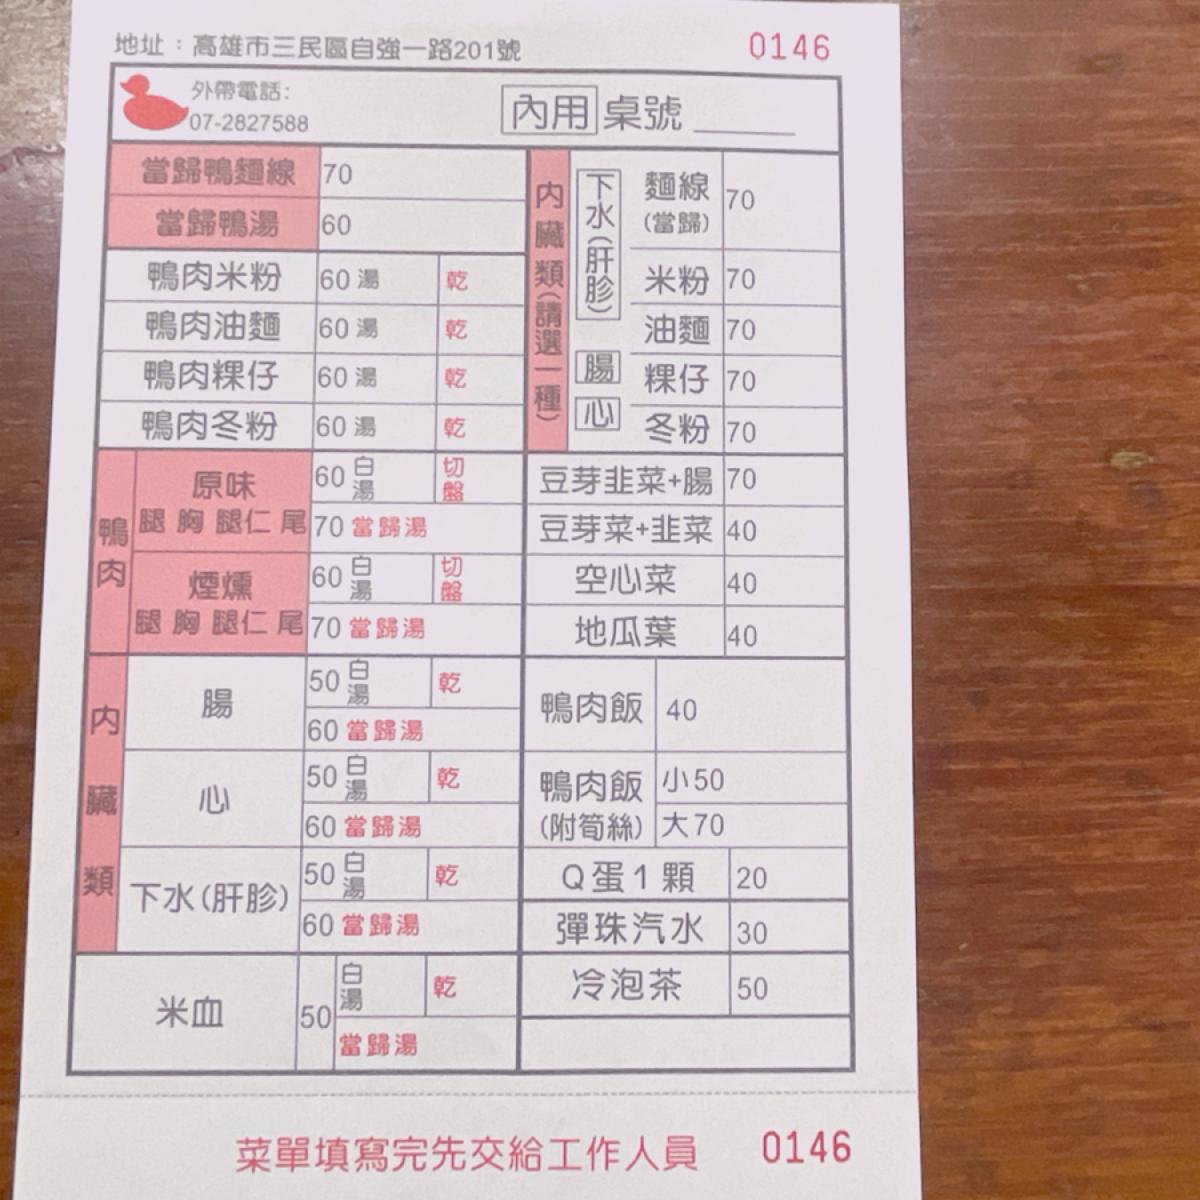 地址：高雄市三民區自強一路201號
0146
外帶電話:
07-2827588
內用 桌號
當歸鴨麵線 70
當歸鴨湯 60
鴨肉米粉 60 湯 乾
鴨肉油麵 60 湯 乾
鴨肉粿仔 60 湯 乾
鴨肉冬粉 60 湯 乾
鴨肉
原味
腿 胸 腿仁 尾
60 白湯 切盤
70 當歸湯
煙燻
腿 胸 腿仁 尾
60 白湯 切盤
70 當歸湯
內臟類
腸
50 白湯 乾
60 當歸湯
心
50 白湯 乾
60 當歸湯
下水(肝胗)
50 白湯 乾
60 當歸湯
米血
50
白湯 乾
當歸湯
內臟類(請選一種)
下水(肝胗)
腸
心
麵線
(當歸)
70
米粉 70
油麵 70
粿仔 70
冬粉 70
豆芽韭菜+腸 70
豆芽菜+韭菜 40
空心菜 40
地瓜葉 40
鴨肉飯 40
鴨肉飯
(附筍絲)
小50
大70
Q蛋1顆 20
彈珠汽水 30
冷泡茶 50
菜單填寫完先交給工作人員 0146